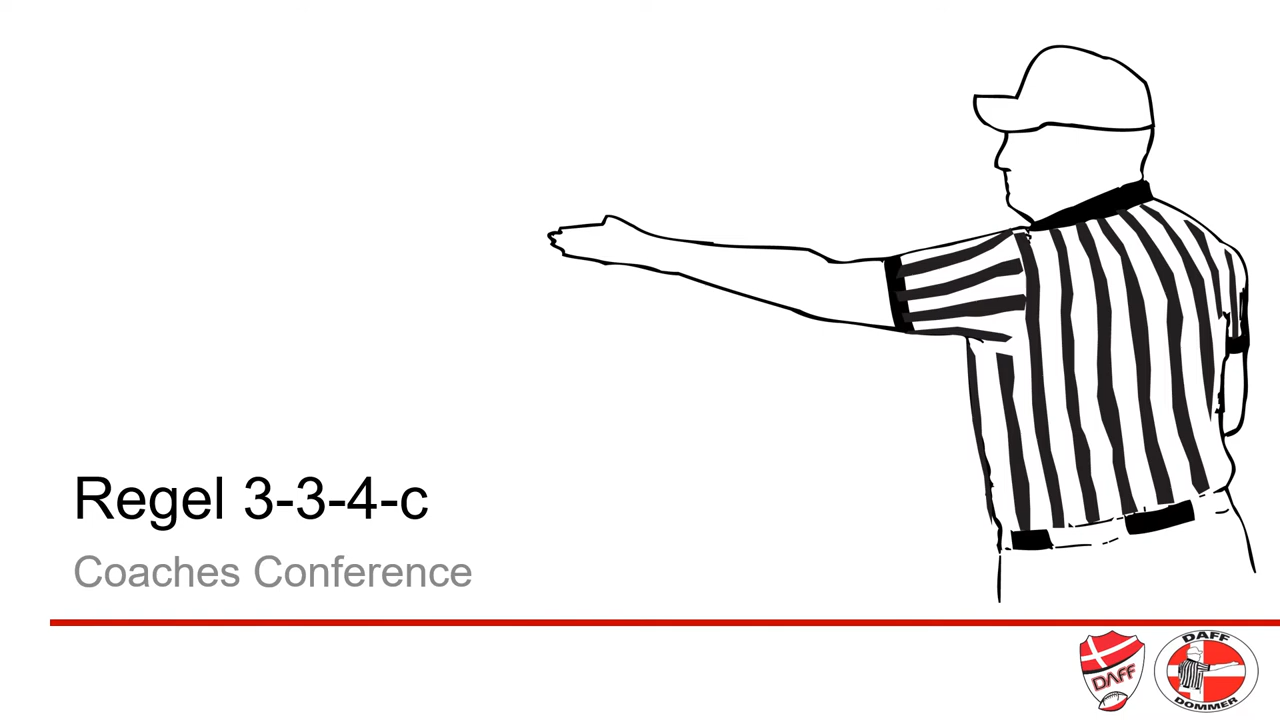 Regel 3-3-4-c
Coaches Conference
DAFF
DAFF
DOMMER